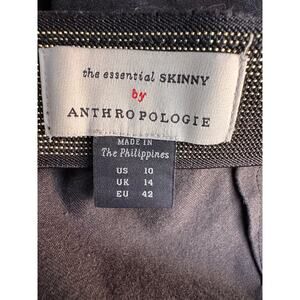 the essential SKINNY
by
ANTHROPOLOGIE
MADE IN
The Philippines
US 10
UK 14
EU 42